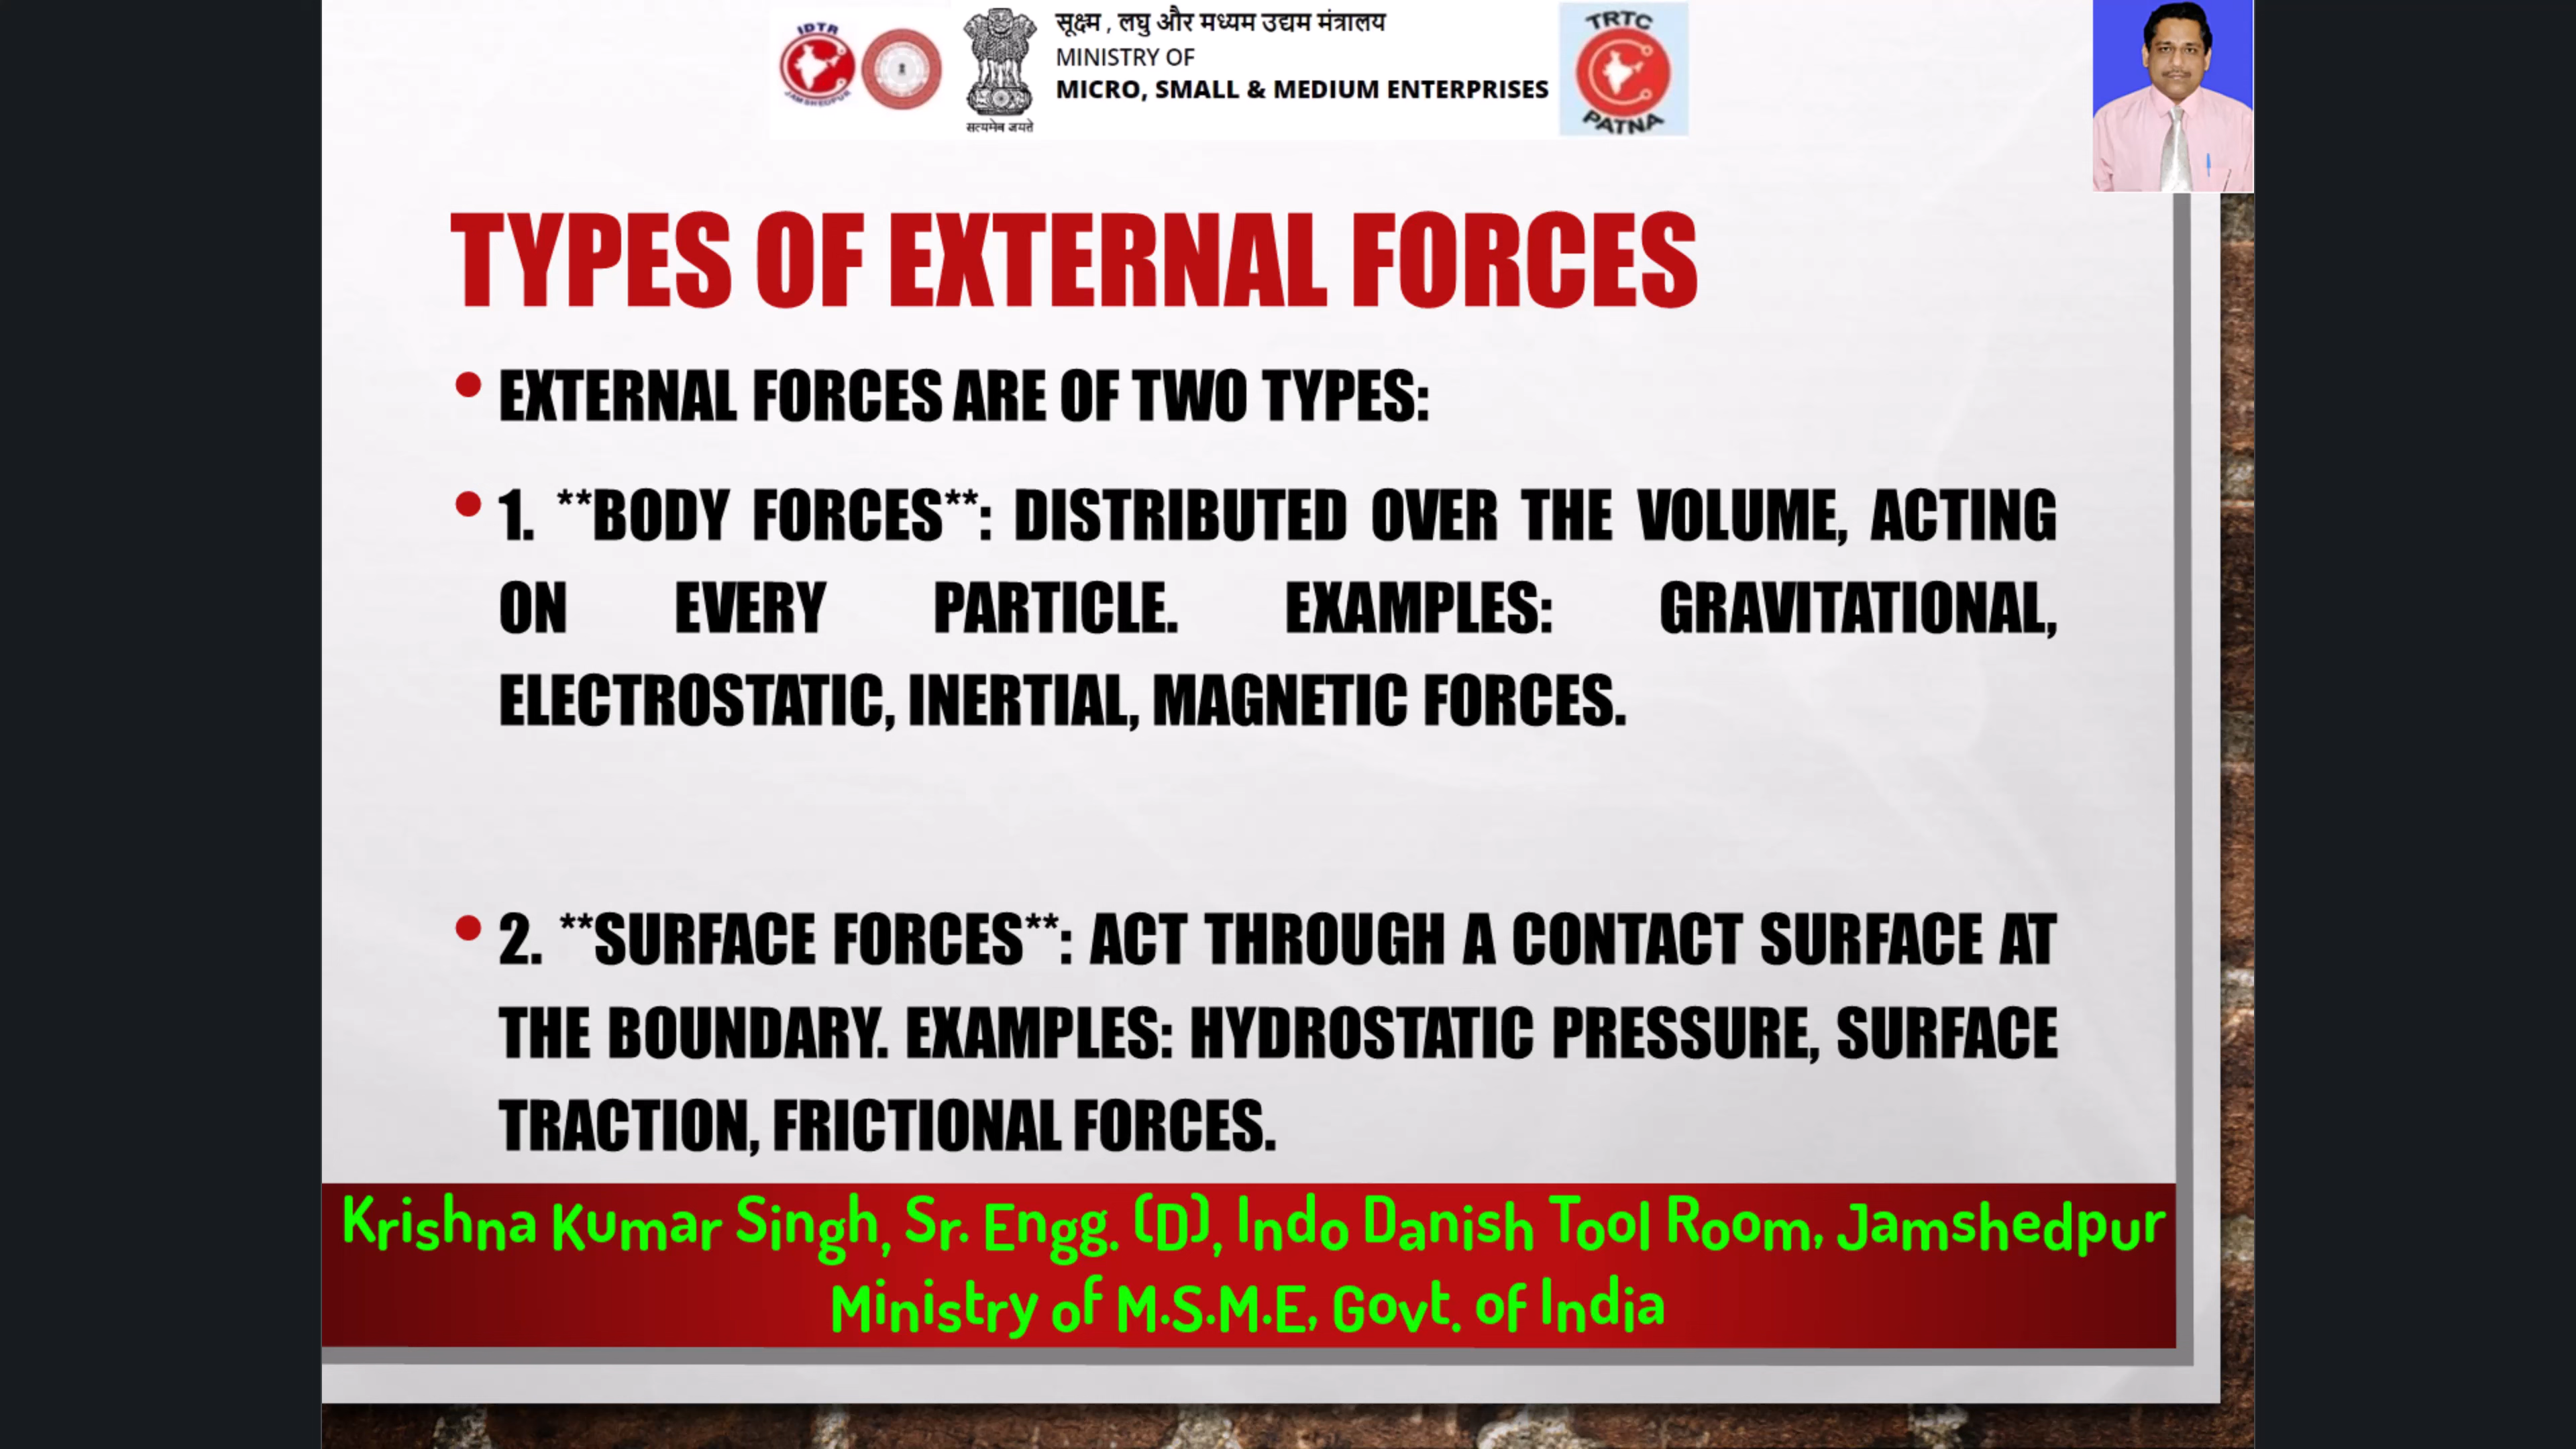 IDTR
JAMSHEDPUR
सत्यमेव जयते
सूक्ष्म , लघु और मध्यम उद्यम मंत्रालय
MINISTRY OF
MICRO, SMALL & MEDIUM ENTERPRISES
TRTC
PATNA
TYPES OF EXTERNAL FORCES
• EXTERNAL FORCES ARE OF TWO TYPES:
• 1. **BODY FORCES**: DISTRIBUTED OVER THE VOLUME, ACTING
ON EVERY PARTICLE. EXAMPLES: GRAVITATIONAL,
ELECTROSTATIC, INERTIAL, MAGNETIC FORCES.
• 2. **SURFACE FORCES**: ACT THROUGH A CONTACT SURFACE AT
THE BOUNDARY. EXAMPLES: HYDROSTATIC PRESSURE, SURFACE
TRACTION, FRICTIONAL FORCES.
Krishna Kumar Singh, Sr. Engg. (D), Indo Danish Tool Room, Jamshedpur
Ministry of M.S.M.E, Govt. of India